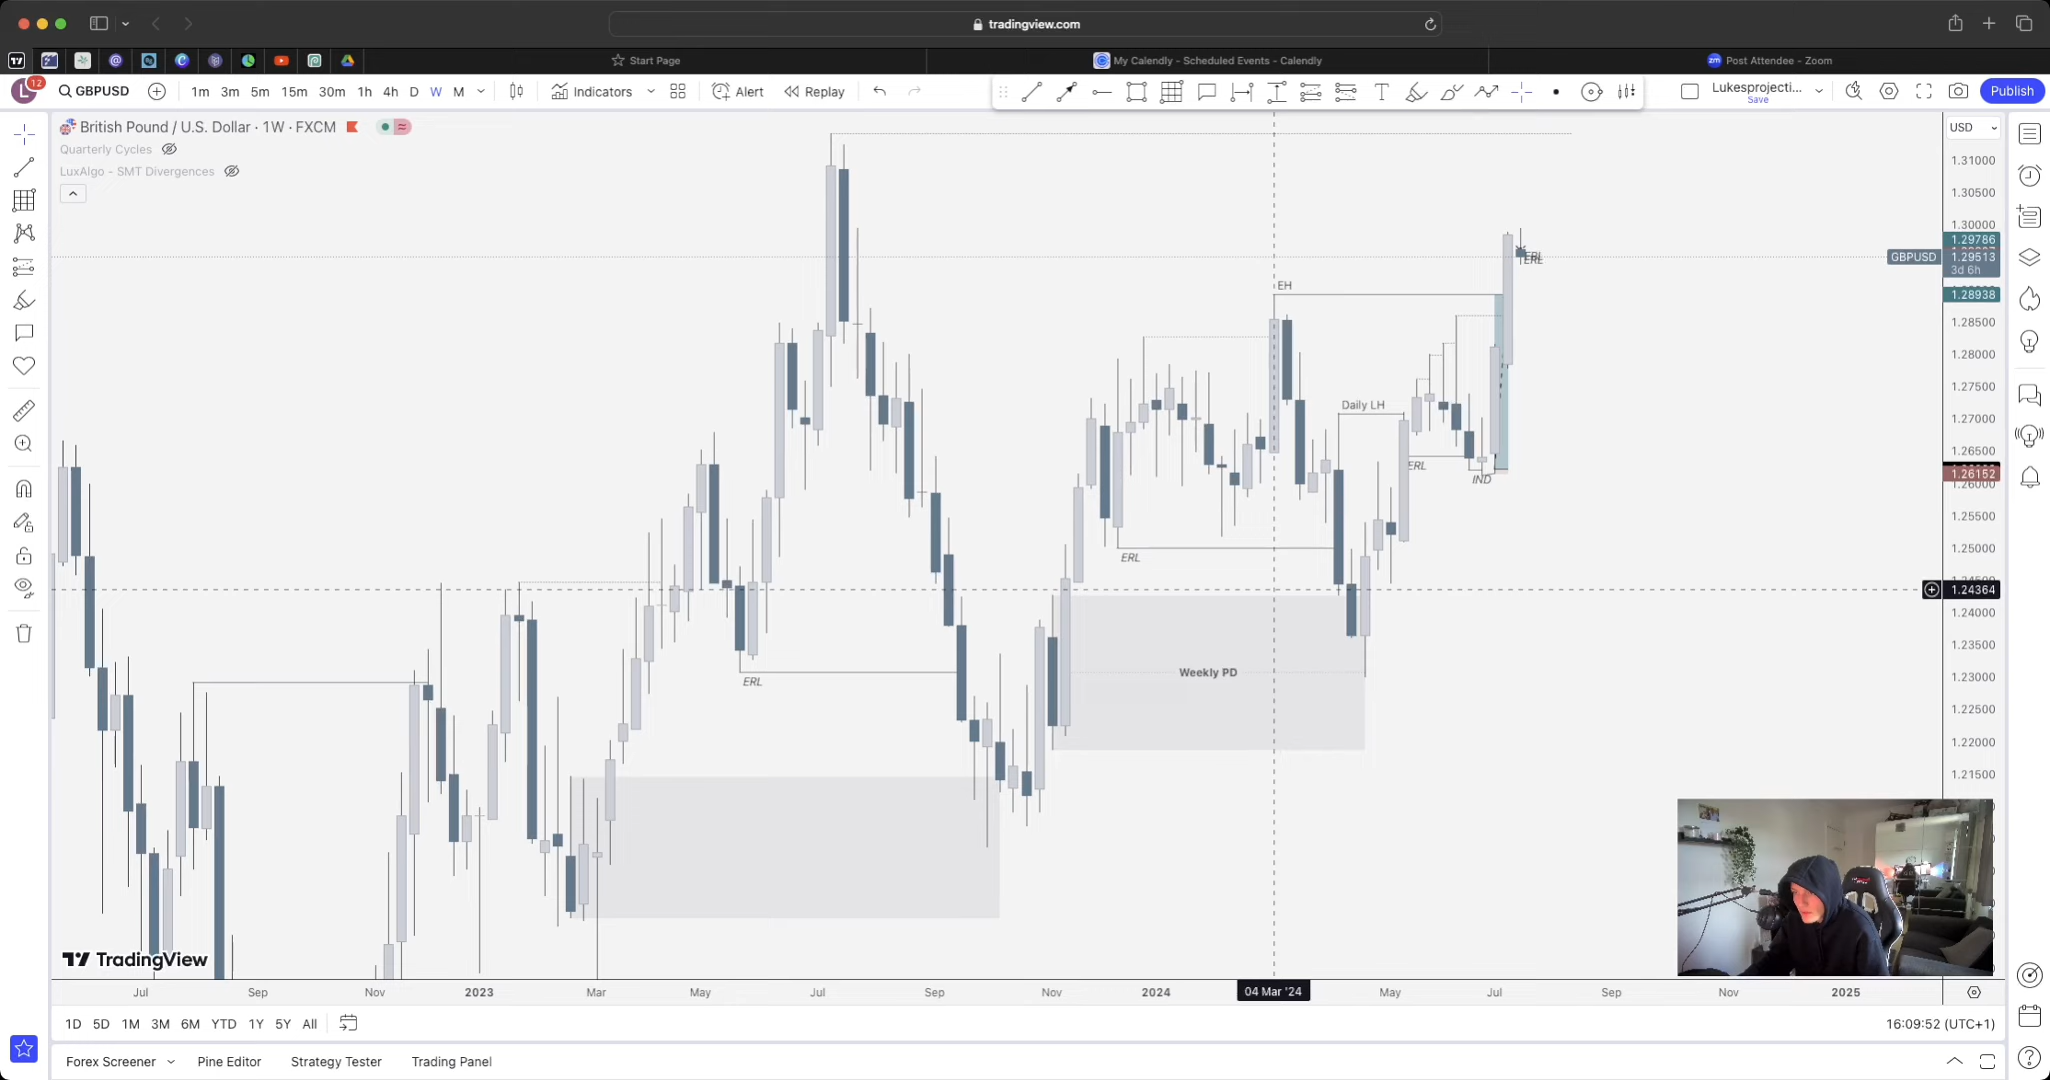 tradingview.com
Start Page
My Calendly - Scheduled Events - Calendly
Post Attendee - Zoom
L 12 GBPUSD 1m 3m 5m 15m 30m 1h 4h D W M Indicators Alert Replay Lukesprojecti... Save Publish
British Pound / U.S. Dollar · 1W · FXCM
Quarterly Cycles
LuxAlgo - SMT Divergences
USD
1.31000
1.30500
1.30000
1.29786
GBPUSD 1.29513
3d 6h
1.28938
1.28500
1.28000
1.27500
1.27000
1.26500
1.26152
1.26000
1.25500
1.25000
1.24364
1.24000
1.23500
1.23000
1.22500
1.22000
1.21500
ERL
EH
Daily LH
ERL
IND
ERL
ERL
Weekly PD
TradingView
Jul Sep Nov 2023 Mar May Jul Sep Nov 2024 04 Mar '24 May Jul Sep Nov 2025
1D 5D 1M 3M 6M YTD 1Y 5Y All 16:09:52 (UTC+1)
Forex Screener Pine Editor Strategy Tester Trading Panel